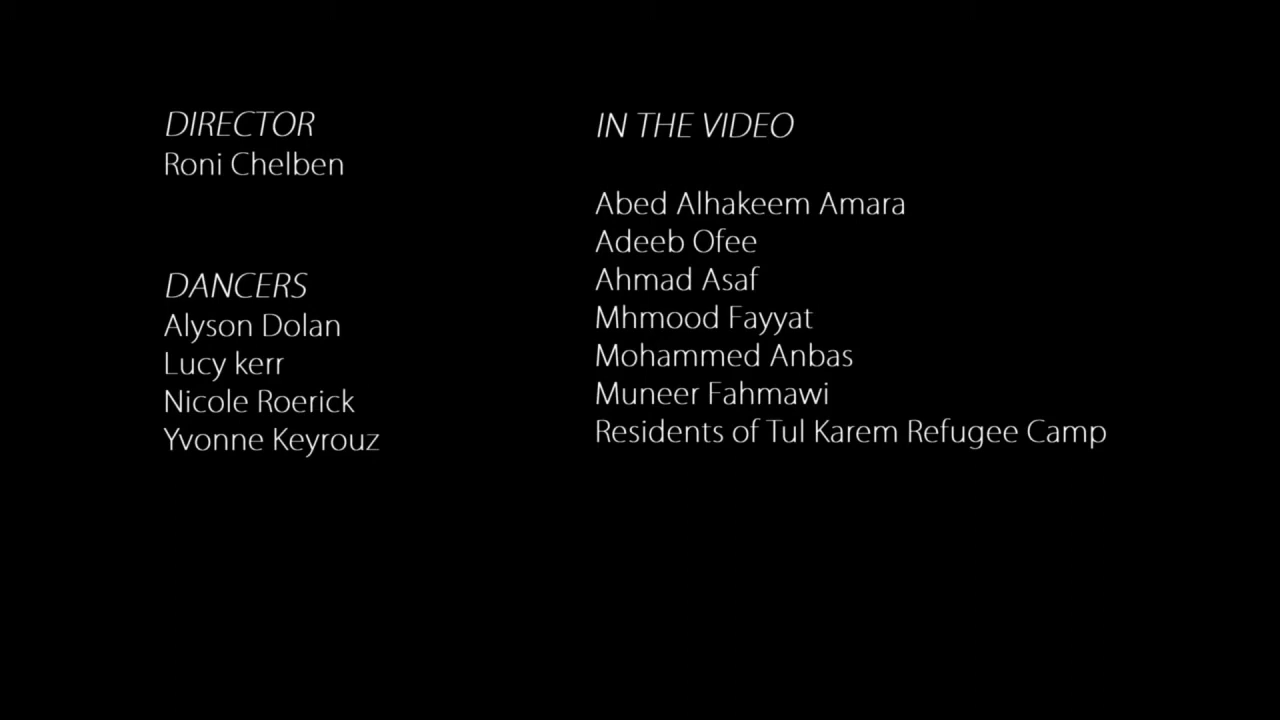 DIRECTOR
Roni Chelben
DANCERS
Alyson Dolan
Lucy kerr
Nicole Roerick
Yvonne Keyrouz
IN THE VIDEO
Abed Alhakeem Amara
Adeeb Ofee
Ahmad Asaf
Mhmood Fayyat
Mohammed Anbas
Muneer Fahmawi
Residents of Tul Karem Refugee Camp